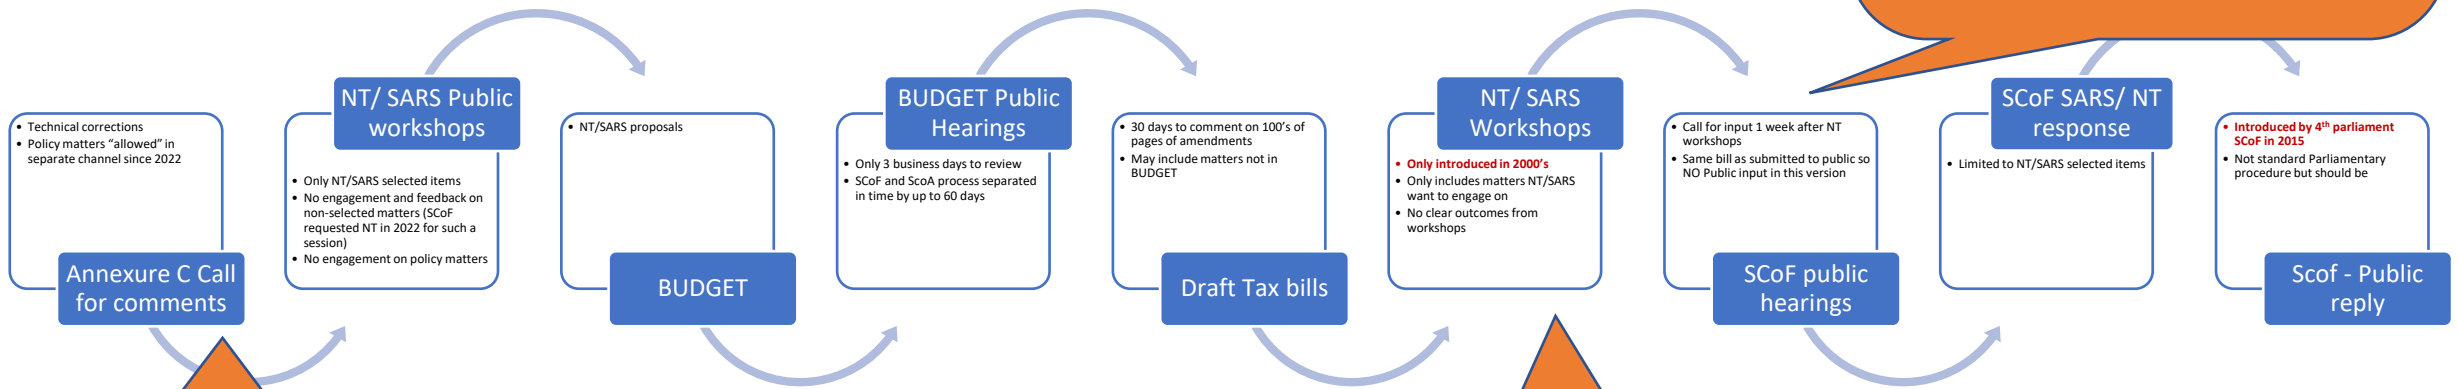 • Technical corrections
• Policy matters “allowed” in
separate channel since 2022
Annexure C Call
for comments
NT/ SARS Public
workshops
• Only NT/SARS selected items
• No engagement and feedback on
non-selected matters (SCoF
requested NT in 2022 for such a
session)
• No engagement on policy matters
• NT/SARS proposals
BUDGET
BUDGET Public
Hearings
• Only 3 business days to review
• SCoF and ScoA process separated
in time by up to 60 days
• 30 days to comment on 100’s of
pages of amendments
• May include matters not in
BUDGET
Draft Tax bills
NT/ SARS
Workshops
• Only introduced in 2000’s
• Only includes matters NT/SARS
want to engage on
• No clear outcomes from
workshops
• Call for input 1 week after NT
workshops
• Same bill as submitted to public so
NO Public input in this version
SCoF public
hearings
SCoF SARS/ NT
response
• Limited to NT/SARS selected items
• Introduced by 4th parliament
SCoF in 2015
• Not standard Parliamentary
procedure but should be
Scof - Public
reply